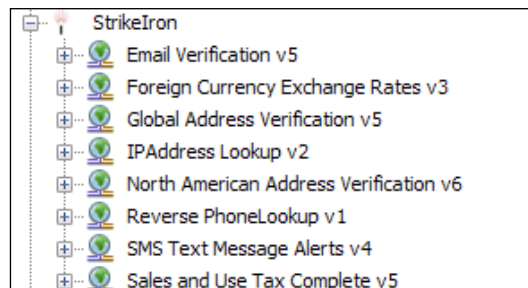 StrikeIron
Email Verification v5
Foreign Currency Exchange Rates v3
Global Address Verification v5
IPAddress Lookup v2
North American Address Verification v6
Reverse PhoneLookup v1
SMS Text Message Alerts v4
Sales and Use Tax Complete v5